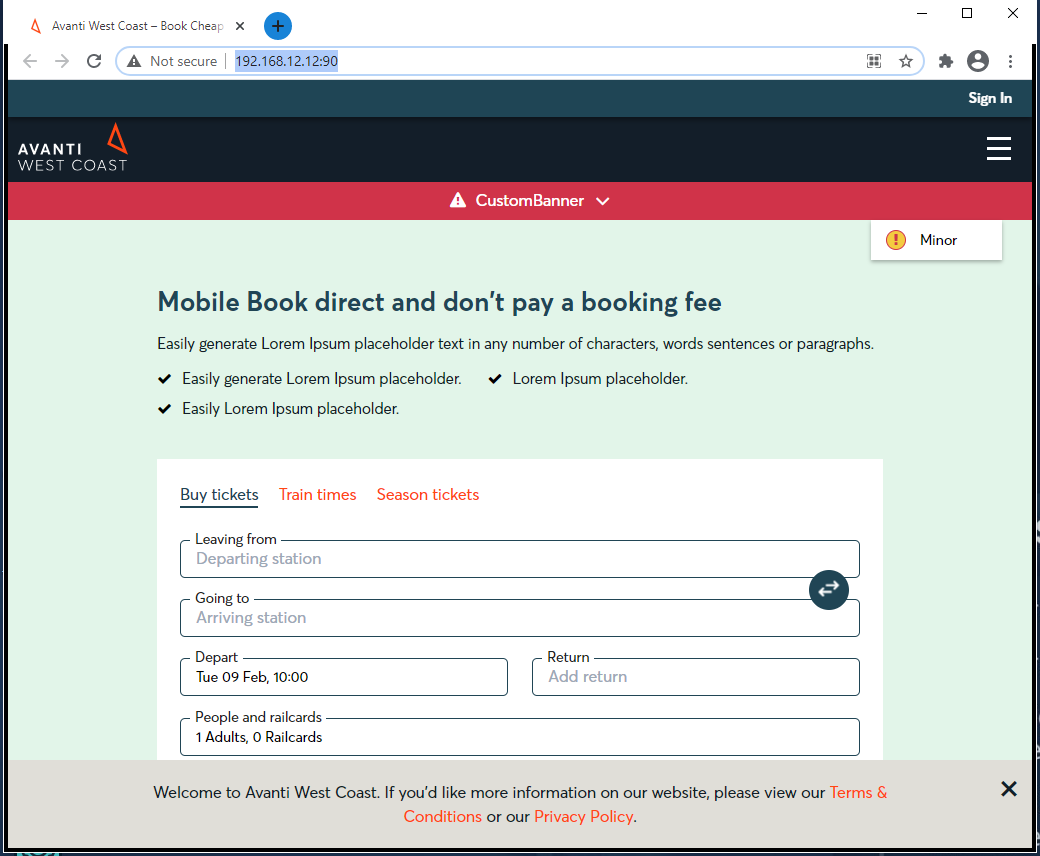 Avanti West Coast – Book Cheap
Not secure
192.168.12.12:90
Sign In
AVANTI
WEST COAST
CustomBanner
Minor
Mobile Book direct and don't pay a booking fee
Easily generate Lorem Ipsum placeholder text in any number of characters, words sentences or paragraphs.
Easily generate Lorem Ipsum placeholder. Lorem Ipsum placeholder.
Easily Lorem Ipsum placeholder.
Buy tickets Train times Season tickets
Leaving from
Departing station
Going to
Arriving station
Depart Return
Tue 09 Feb, 10:00 Add return
People and railcards
1 Adults, 0 Railcards
Welcome to Avanti West Coast. If you'd like more information on our website, please view our Terms &
Conditions or our Privacy Policy.